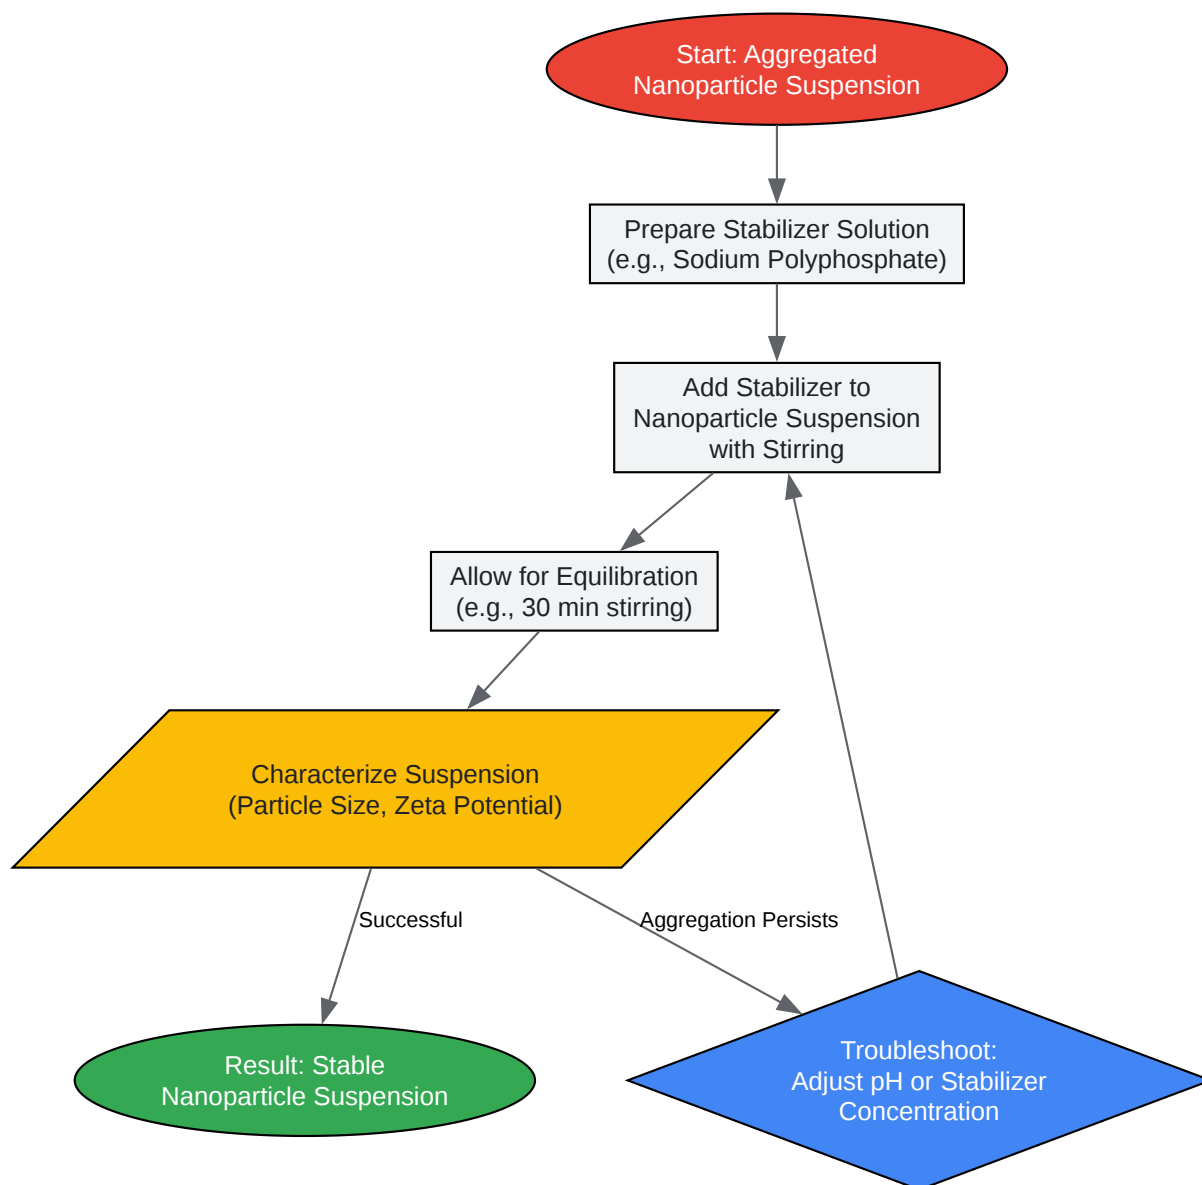 Start: Aggregated
Nanoparticle Suspension
Prepare Stabilizer Solution
(e.g., Sodium Polyphosphate)
Add Stabilizer to
Nanoparticle Suspension
with Stirring
Allow for Equilibration
(e.g., 30 min stirring)
Characterize Suspension
(Particle Size, Zeta Potential)
Successful
Aggregation Persists
Result: Stable
Nanoparticle Suspension
Troubleshoot:
Adjust pH or Stabilizer
Concentration